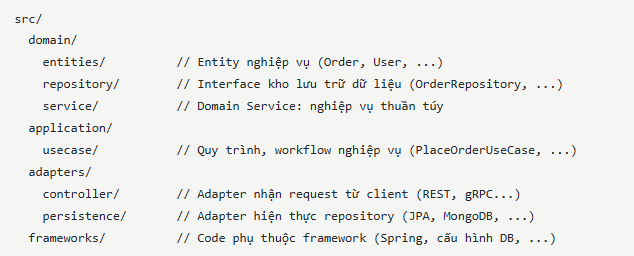 src/
  domain/
    entities/          // Entity nghiệp vụ (Order, User, ...)
    repository/        // Interface kho lưu trữ dữ liệu (OrderRepository, ...)
    service/           // Domain Service: nghiệp vụ thuần túy
  application/
    usecase/           // Quy trình, workflow nghiệp vụ (PlaceOrderUseCase, ...)
  adapters/
    controller/        // Adapter nhận request từ client (REST, gRPC...)
    persistence/       // Adapter hiện thực repository (JPA, MongoDB, ...)
  frameworks/          // Code phụ thuộc framework (Spring, cấu hình DB, ...)